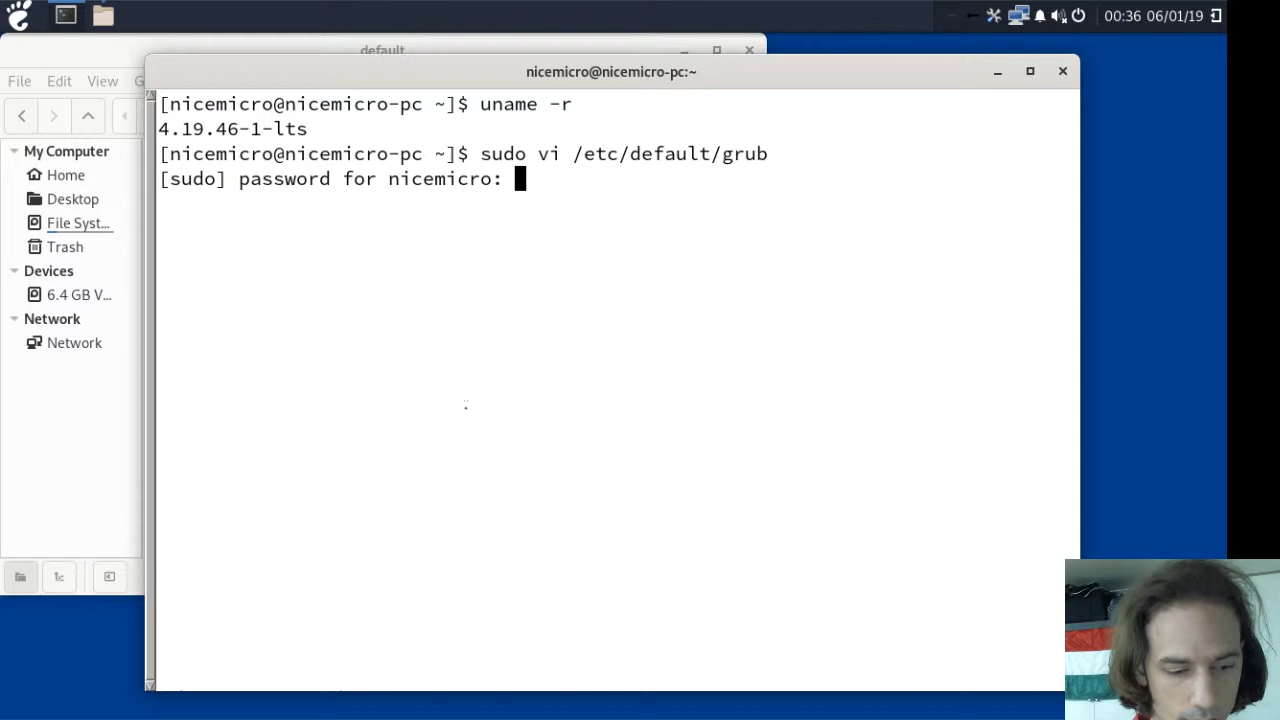 00:36 06/01/19
default
File Edit View G
My Computer
Home
Desktop
File Syst...
Trash
Devices
6.4 GB V...
Network
Network
nicemicro@nicemicro-pc:~
[nicemicro@nicemicro-pc ~]$ uname -r
4.19.46-1-lts
[nicemicro@nicemicro-pc ~]$ sudo vi /etc/default/grub
[sudo] password for nicemicro: